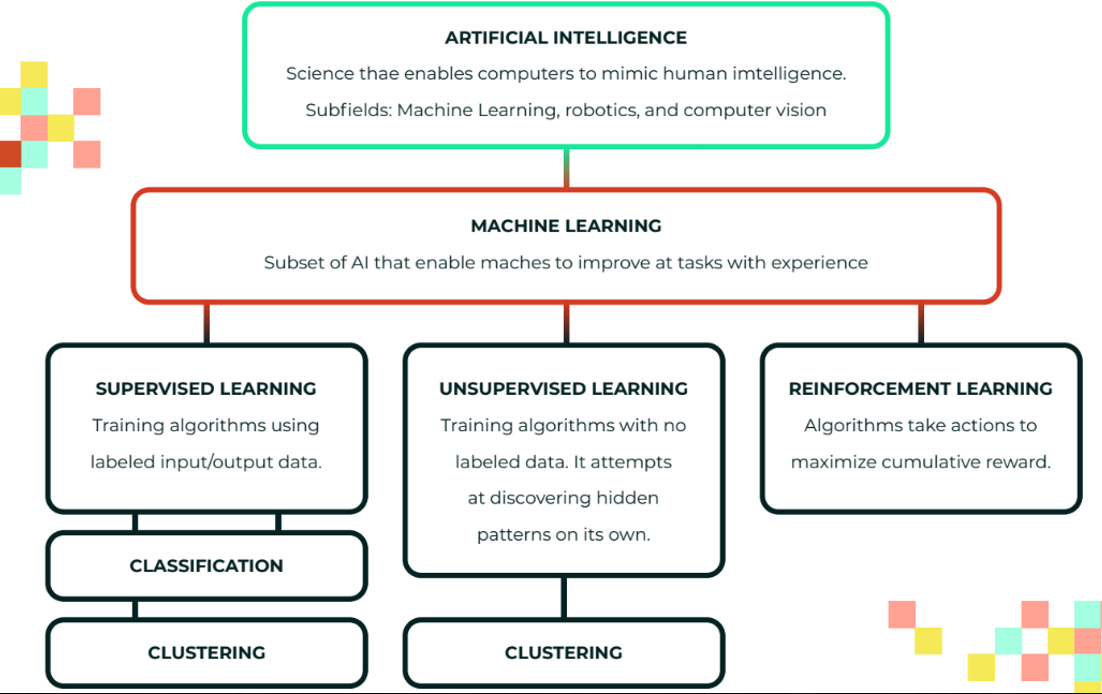 ARTIFICIAL INTELLIGENCE
Science thae enables computers to mimic human imtelligence.
Subfields: Machine Learning, robotics, and computer vision
MACHINE LEARNING
Subset of AI that enable maches to improve at tasks with experience
SUPERVISED LEARNING
Training algorithms using
labeled input/output data.
UNSUPERVISED LEARNING
Training algorithms with no
labeled data. It attempts
at discovering hidden
patterns on its own.
REINFORCEMENT LEARNING
Algorithms take actions to
maximize cumulative reward.
CLASSIFICATION
CLUSTERING
CLUSTERING